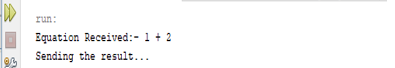 run:
Equation Received:- 1 + 2
Sending the result...